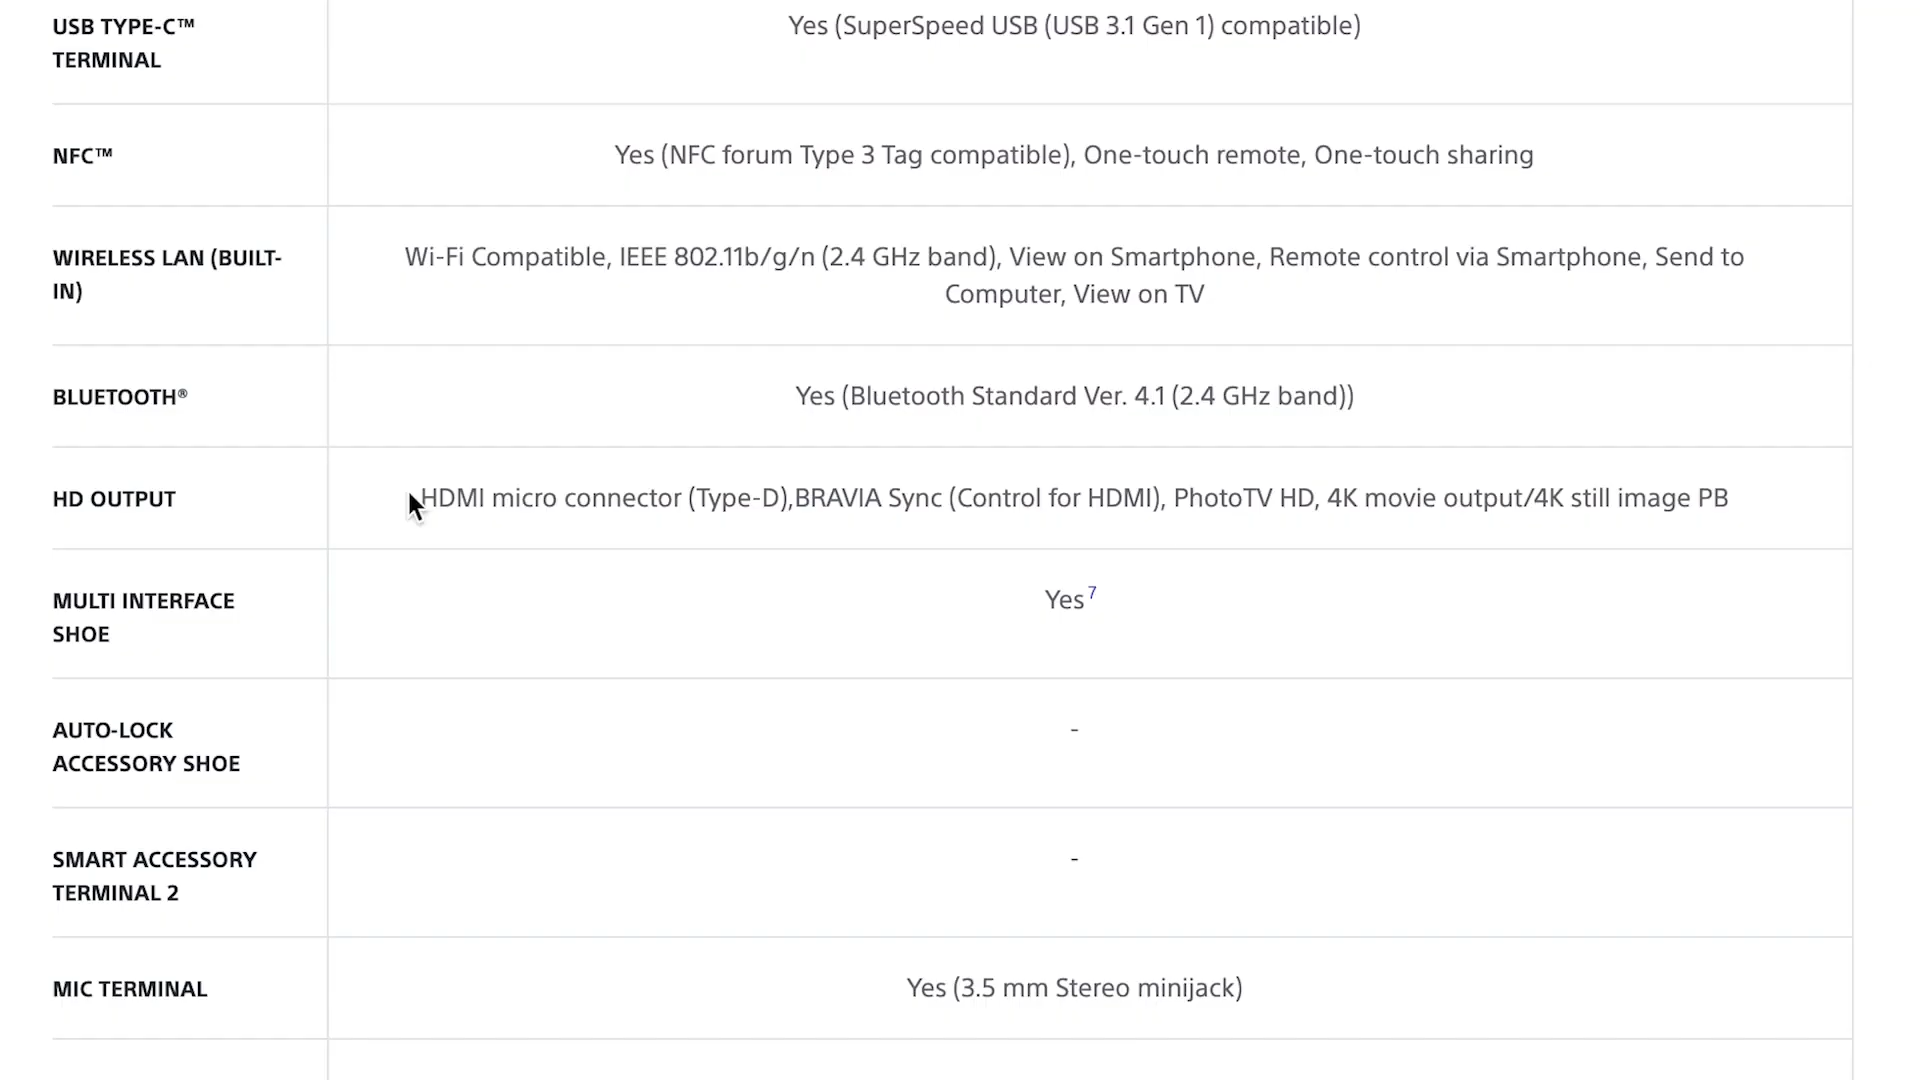 USB TYPE-C™
TERMINAL
Yes (SuperSpeed USB (USB 3.1 Gen 1) compatible)
NFC™
Yes (NFC forum Type 3 Tag compatible), One-touch remote, One-touch sharing
WIRELESS LAN (BUILT-
IN)
Wi-Fi Compatible, IEEE 802.11b/g/n (2.4 GHz band), View on Smartphone, Remote control via Smartphone, Send to
Computer, View on TV
BLUETOOTH®
Yes (Bluetooth Standard Ver. 4.1 (2.4 GHz band))
HD OUTPUT
HDMI micro connector (Type-D),BRAVIA Sync (Control for HDMI), PhotoTV HD, 4K movie output/4K still image PB
MULTI INTERFACE
SHOE
Yes 7
AUTO-LOCK
ACCESSORY SHOE
-
SMART ACCESSORY
TERMINAL 2
-
MIC TERMINAL
Yes (3.5 mm Stereo minijack)